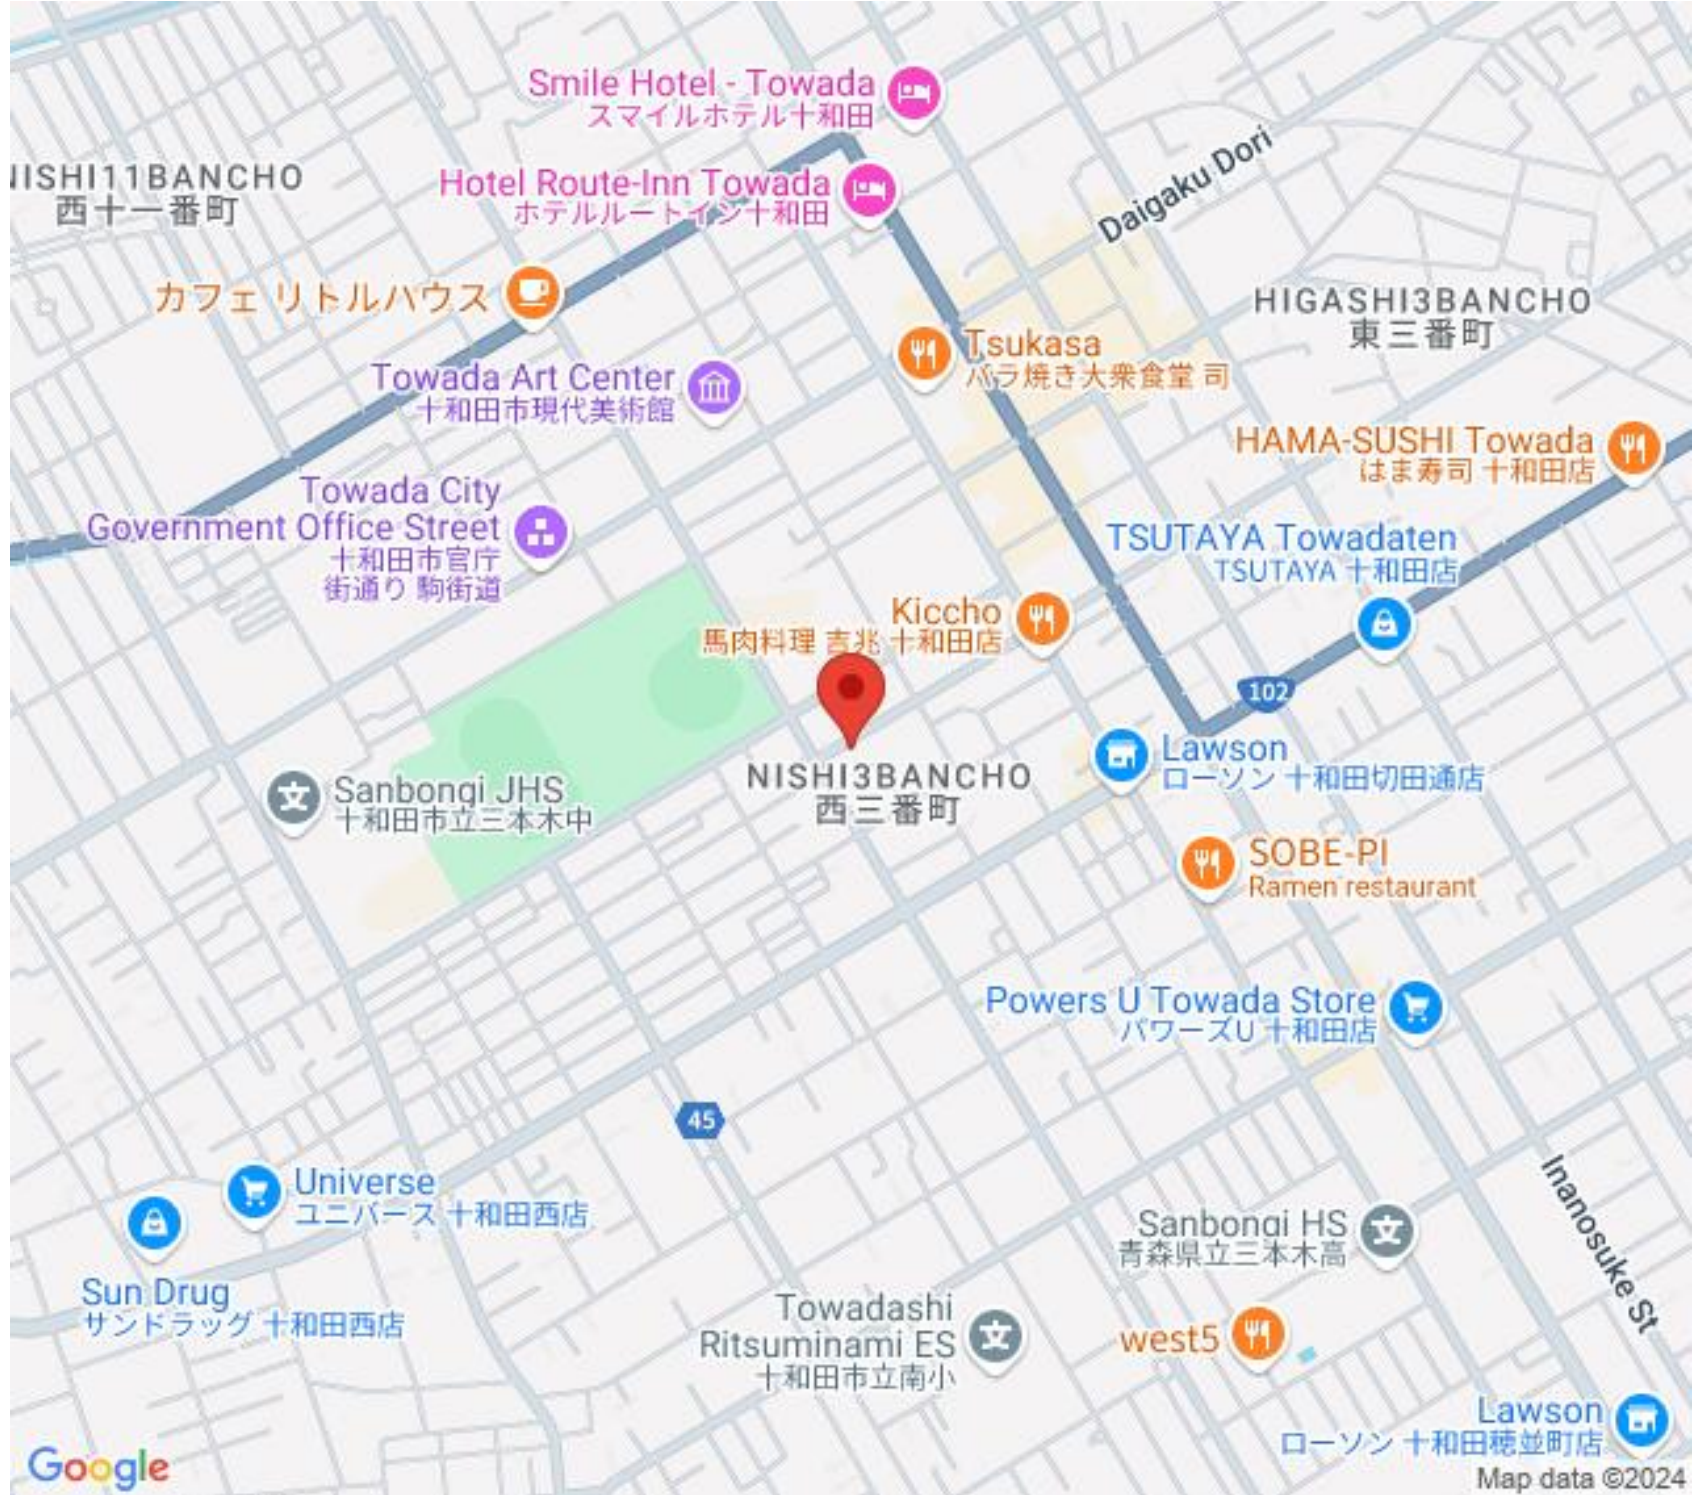 Smile Hotel - Towada
スマイルホテル十和田
NISHI11BANCHO
西十一番町
Hotel Route-Inn Towada
ホテルルートイン十和田
Daigaku Dori
カフェ リトルハウス
HIGASHI3BANCHO
東三番町
Tsukasa
バラ焼き大衆食堂 司
Towada Art Center
十和田市現代美術館
HAMA-SUSHI Towada
はま寿司 十和田店
Towada City
Government Office Street
十和田市官庁
街通り 駒街道
TSUTAYA Towadaten
TSUTAYA 十和田店
Kiccho
馬肉料理 吉兆 十和田店
102
Lawson
ローソン 十和田切田通店
NISHI3BANCHO
西三番町
Sanbongi JHS
十和田市立三本木中
SOBE-PI
Ramen restaurant
Powers U Towada Store
パワーズU 十和田店
45
Universe
ユニバース 十和田西店
Inanosuke St
Sanbongi HS
青森県立三本木高
Sun Drug
サンドラッグ 十和田西店
Towadashi
Ritsuminami ES
十和田市立南小
west5
Lawson
ローソン 十和田穂並町店
Google
Map data ©2024